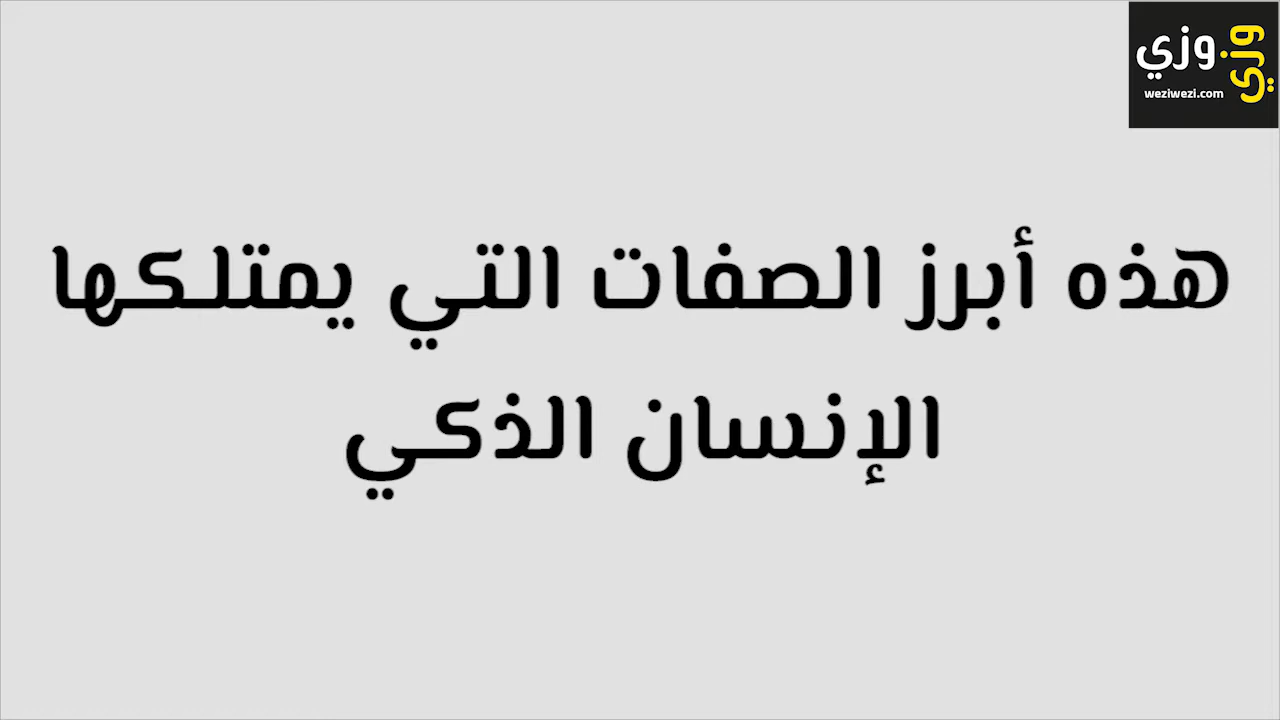 وزي وزي
weziwezi.com
هذه أبرز الصفات التي يمتلكها
الإنسان الذكي